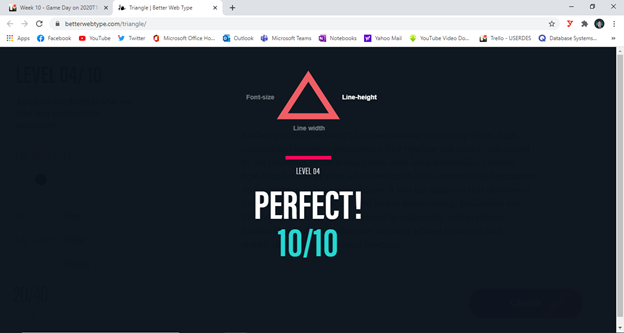 Week 10 - Game Day on 2020T
Triangle | Better Web Type
betterwebtype.com/triangle/
Apps Facebook YouTube Twitter Microsoft Office Ho... Outlook Microsoft Teams Notebooks Yahoo Mail YouTube Video Do... Trello - USERDES Database Systems... »
LEVEL 04/10
Font-size
Line-height
Line width
LEVEL 04
PERFECT!
10/10